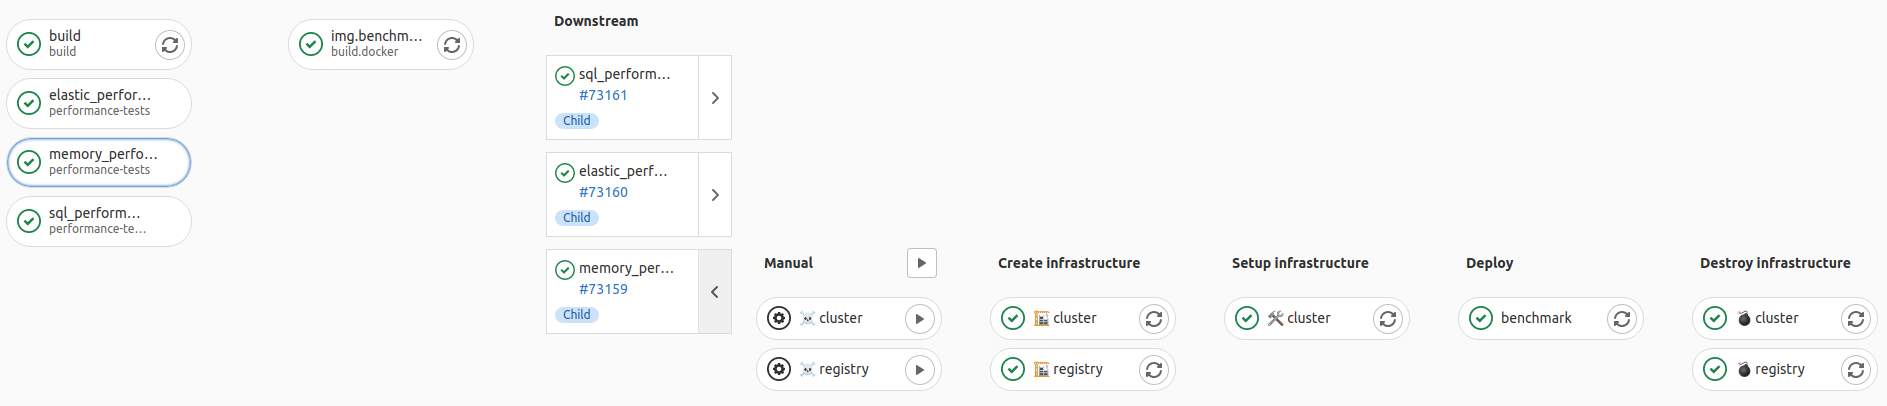 build
build
elastic_perfor...
performance-tests
memory_perfo...
performance-tests
sql_perform...
performance-te...
img.benchm...
build.docker
Downstream
sql_perform...
#73161
Child
elastic_perf...
#73160
Child
memory_per...
#73159
Child
Manual
cluster
registry
Create infrastructure
cluster
registry
Setup infrastructure
cluster
Deploy
benchmark
Destroy infrastructure
cluster
registry